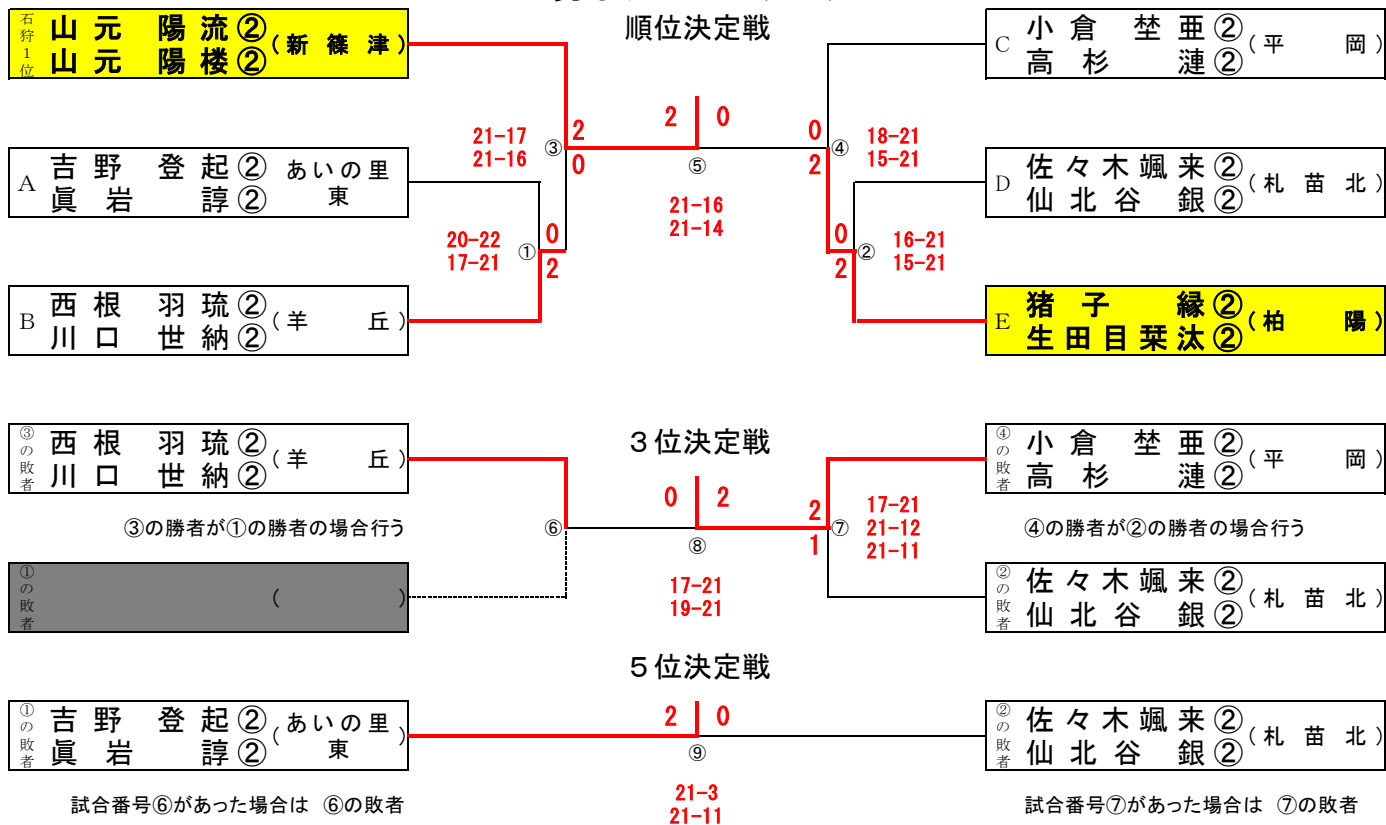 順位決定戦
石狩1位 山元 陽流② 山元 陽楼② (新篠津)
A 吉野 登起② 眞岩 諄② あいの里東
B 西根 羽琉② 川口 世納② (羊丘)
C 小倉 埜亜② 高杉 漣② (平岡)
D 佐々木颯来② 仙北谷 銀② (札苗北)
E 猪子 縁② 生田目栞汰② (柏陽)
21-17
21-16
③
2
0
20-22
17-21
①
0
2
2 0
⑤
21-16
21-14
0
2
④
18-21
15-21
0
2
②
16-21
15-21
3位決定戦
③の敗者 西根 羽琉② 川口 世納② (羊丘)
③の勝者が①の勝者の場合行う
①の敗者 ( )
⑥
0 2
⑧
17-21
19-21
2
1
⑦
17-21
21-12
21-11
④の敗者 小倉 埜亜② 高杉 漣② (平岡)
④の勝者が②の勝者の場合行う
②の敗者 佐々木颯来② 仙北谷 銀② (札苗北)
5位決定戦
①の敗者 吉野 登起② 眞岩 諄② (あいの里東)
試合番号⑥があった場合は ⑥の敗者
2 0
⑨
21-3
21-11
②の敗者 佐々木颯来② 仙北谷 銀② (札苗北)
試合番号⑦があった場合は ⑦の敗者